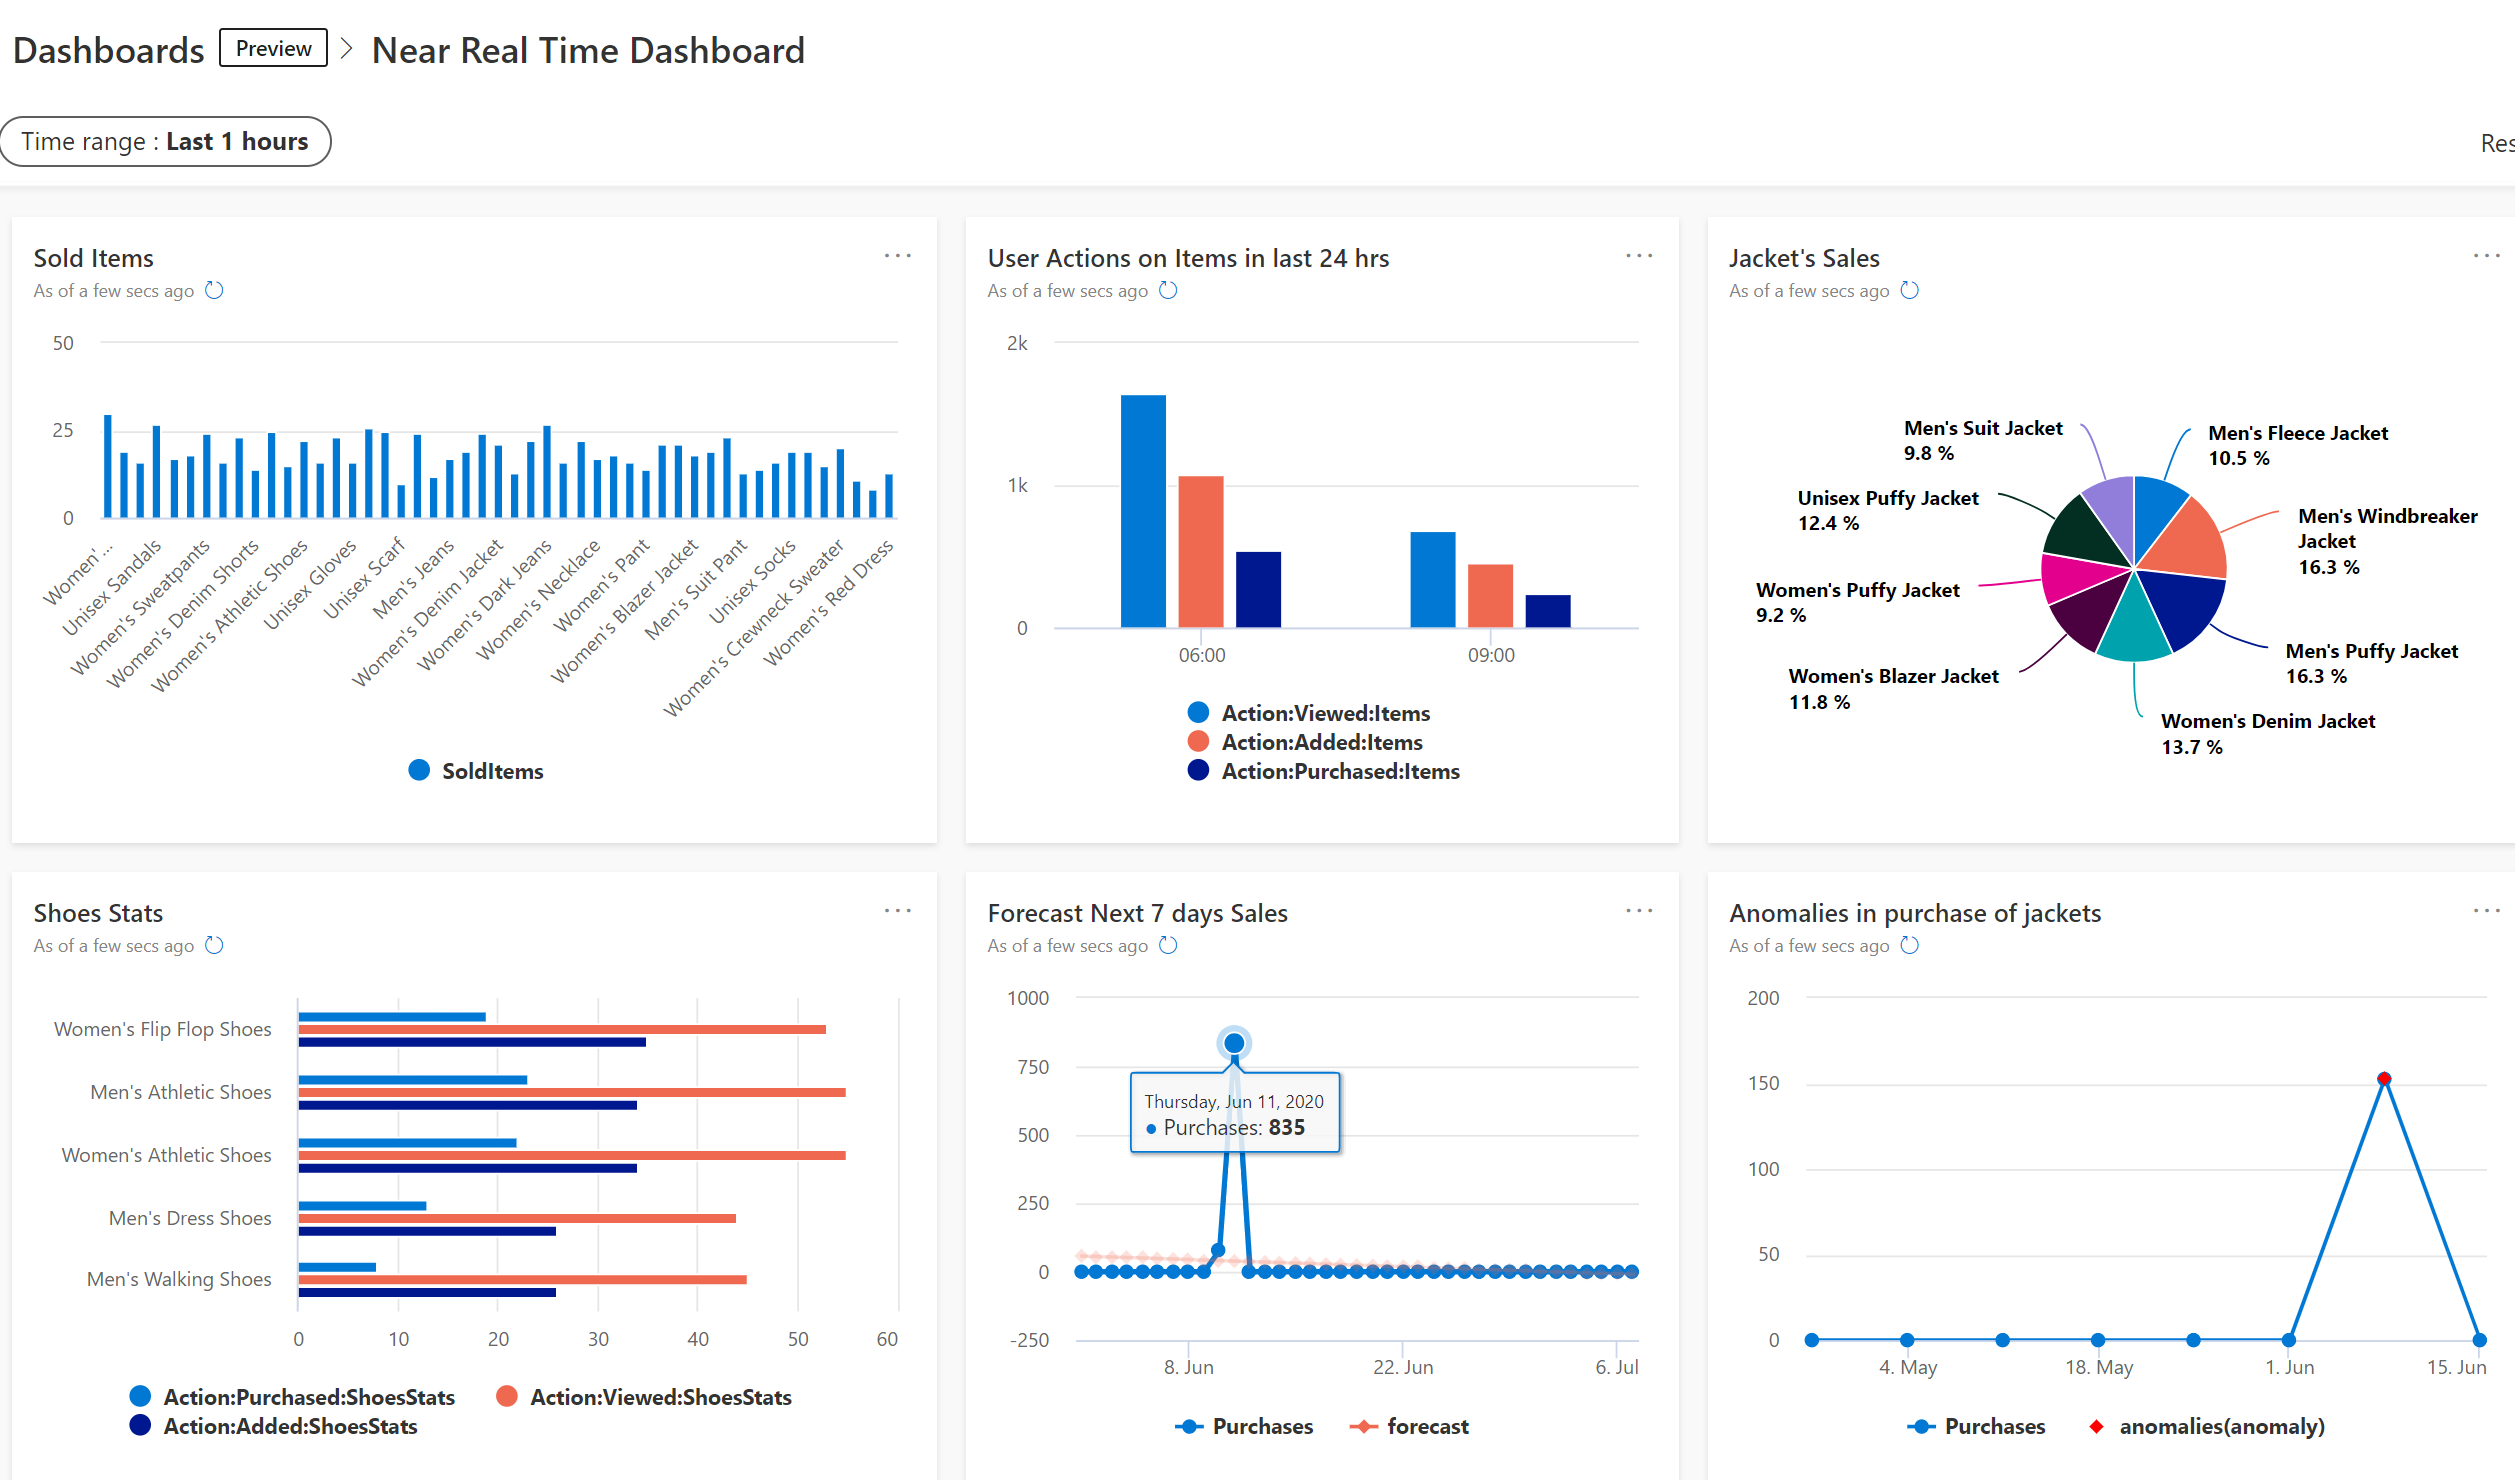 Dashboards Preview > Near Real Time Dashboard
Time range : Last 1 hours
Res
Sold Items
As of a few secs ago
50
25
0
Women' ...
Unisex Sandals
Women's Sweatpants
Women's Denim Shorts
Women's Athletic Shoes
Unisex Gloves
Unisex Scarf
Men's Jeans
Women's Denim Jacket
Women's Dark Jeans
Women's Necklace
Women's Pant
Women's Blazer Jacket
Men's Suit Pant
Unisex Socks
Women's Crewneck Sweater
Women's Red Dress
SoldItems
User Actions on Items in last 24 hrs
As of a few secs ago
2k
1k
0
06:00
09:00
Action:Viewed:Items
Action:Added:Items
Action:Purchased:Items
Jacket's Sales
As of a few secs ago
Men's Suit Jacket
9.8 %
Men's Fleece Jacket
10.5 %
Unisex Puffy Jacket
12.4 %
Men's Windbreaker
Jacket
16.3 %
Women's Puffy Jacket
9.2 %
Men's Puffy Jacket
16.3 %
Women's Blazer Jacket
11.8 %
Women's Denim Jacket
13.7 %
Shoes Stats
As of a few secs ago
Women's Flip Flop Shoes
Men's Athletic Shoes
Women's Athletic Shoes
Men's Dress Shoes
Men's Walking Shoes
0 10 20 30 40 50 60
Action:Purchased:ShoesStats Action:Viewed:ShoesStats
Action:Added:ShoesStats
Forecast Next 7 days Sales
As of a few secs ago
1000
750
Thursday, Jun 11, 2020
Purchases: 835
500
250
0
-250
8. Jun 22. Jun 6. Jul
Purchases forecast
Anomalies in purchase of jackets
As of a few secs ago
200
150
100
50
0
4. May 18. May 1. Jun 15. Jun
Purchases anomalies(anomaly)